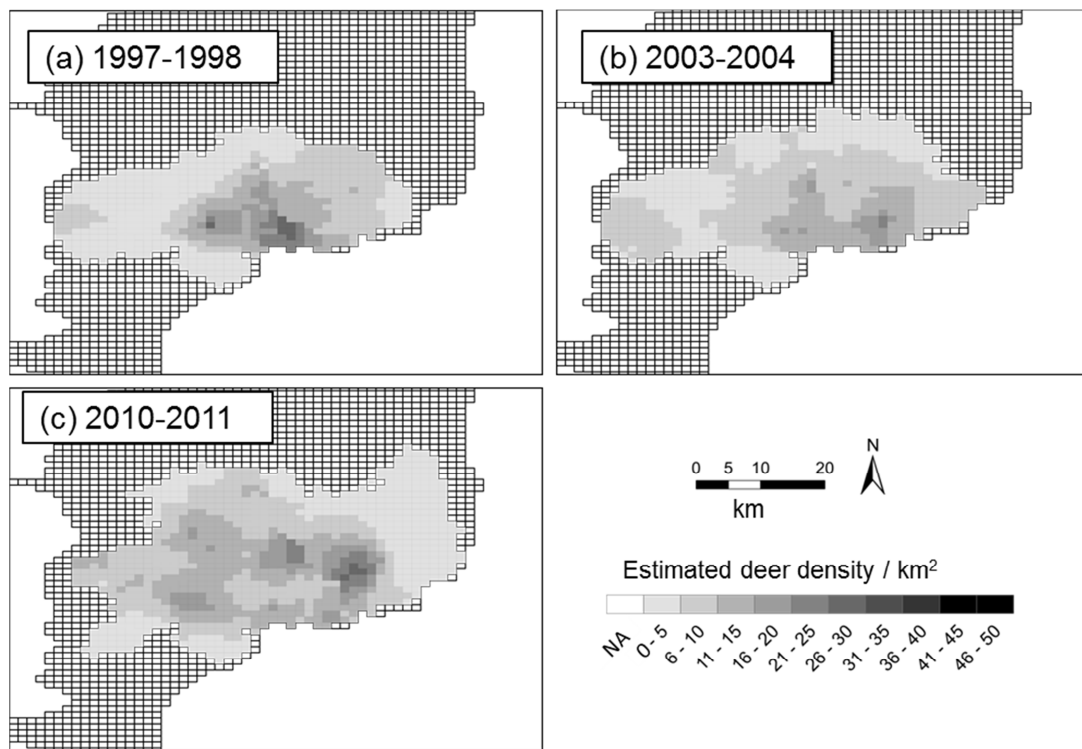 (a) 1997-1998
(b) 2003-2004
(c) 2010-2011
N
0 5 10 20
km
Estimated deer density / km²
NA 0 - 5 6 - 10 11 - 15 16 - 20 21 - 25 26 - 30 31 - 35 36 - 40 41 - 45 46 - 50